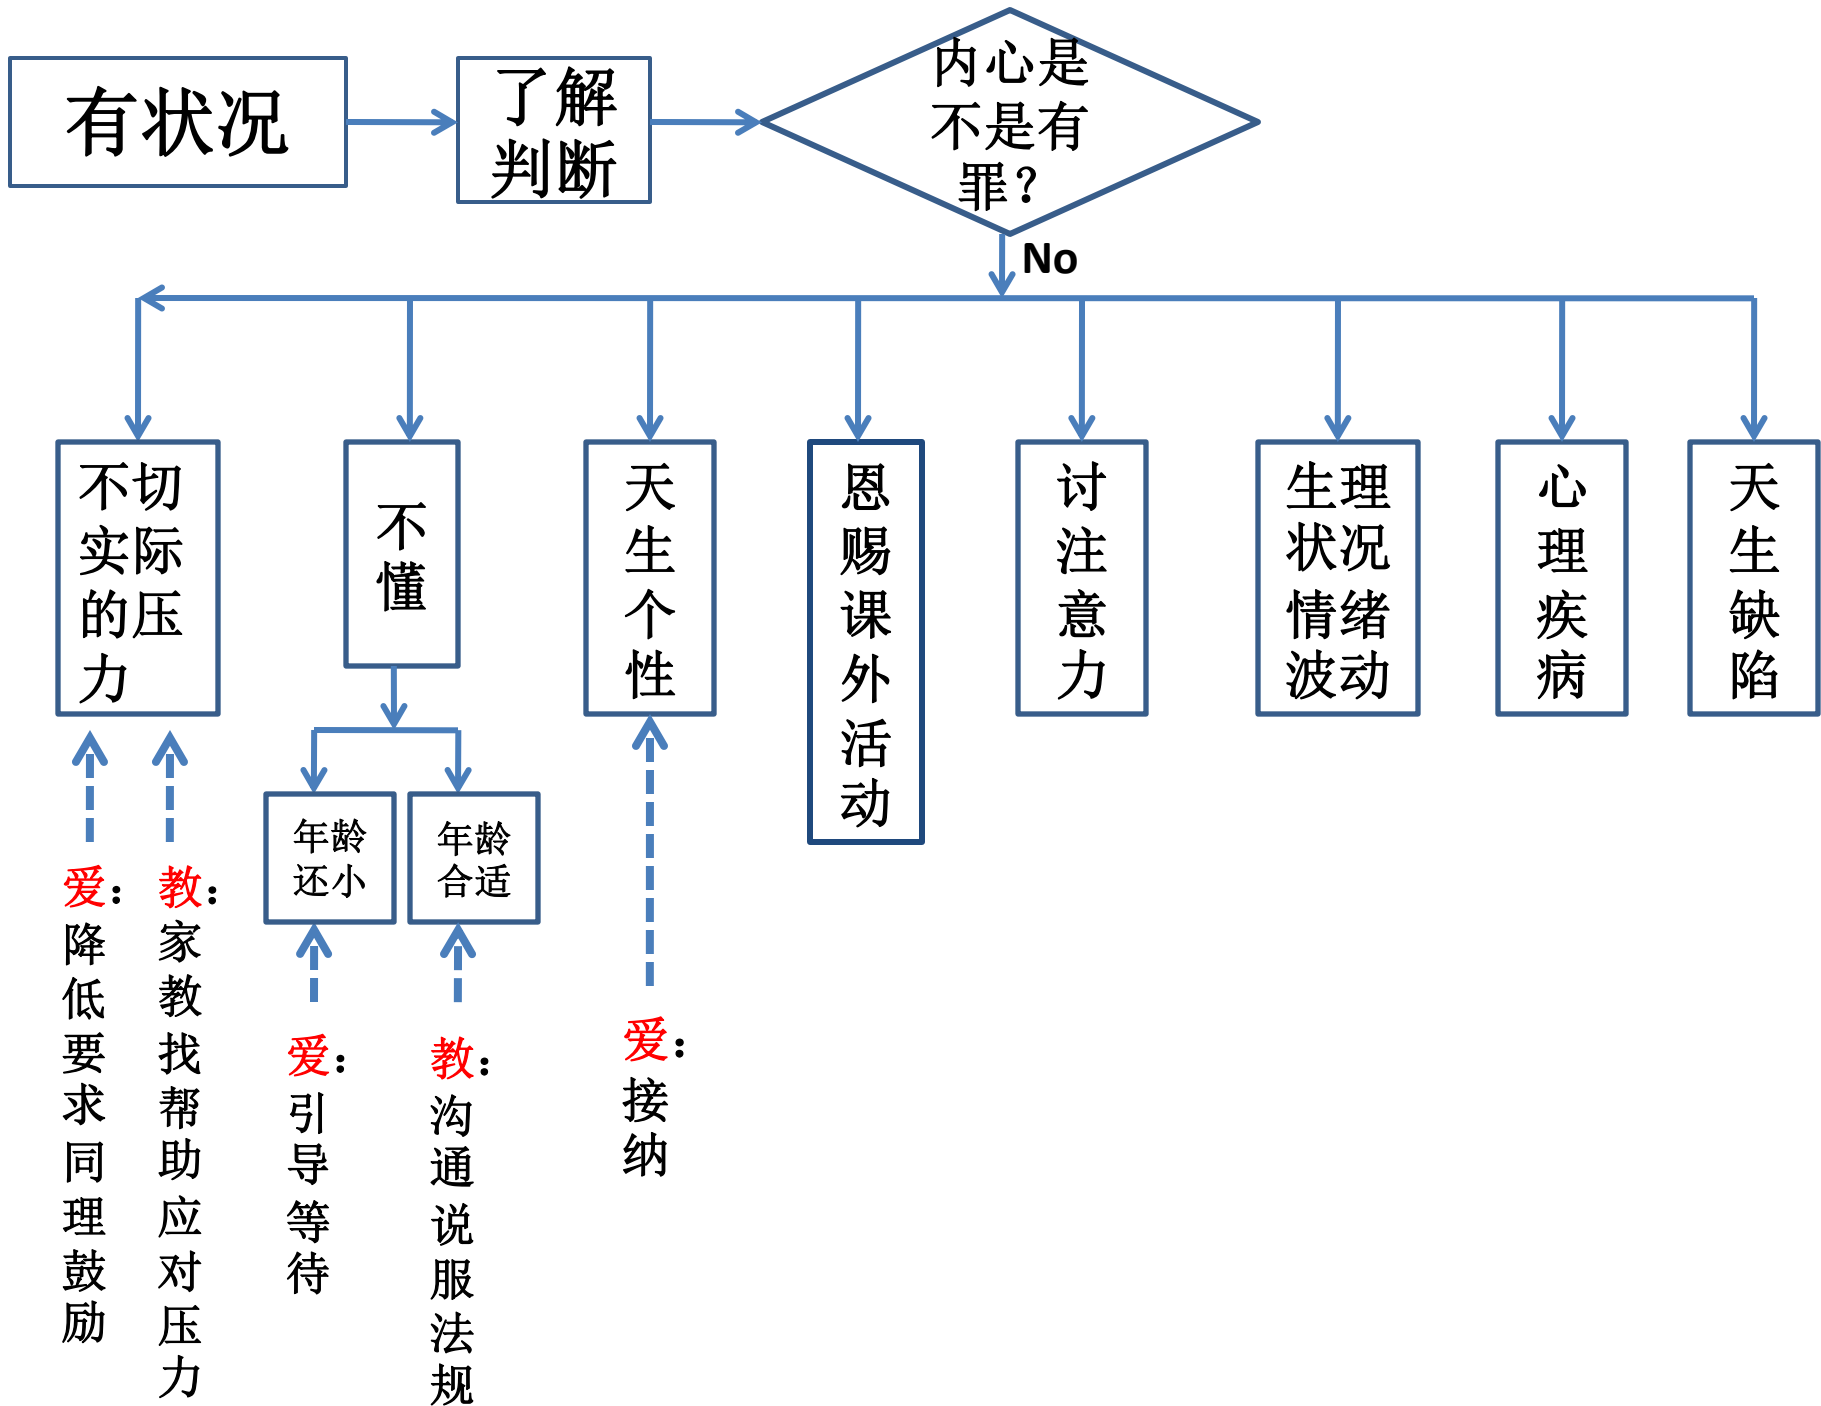 有状况
了解
判断
内心是
不是有
罪？
No
不切
实际
的压
力
不
懂
天
生
个
性
恩
赐
课
外
活
动
讨
注
意
力
生理
状况
情绪
波动
心
理
疾
病
天
生
缺
陷
年龄
还小
年龄
合适
爱：
降
低
要
求
同
理
鼓
励
教：
家
教
找
帮
助
应
对
压
力
爱：
引
导
等
待
教：
沟
通
说
服
法
规
爱：
接
纳